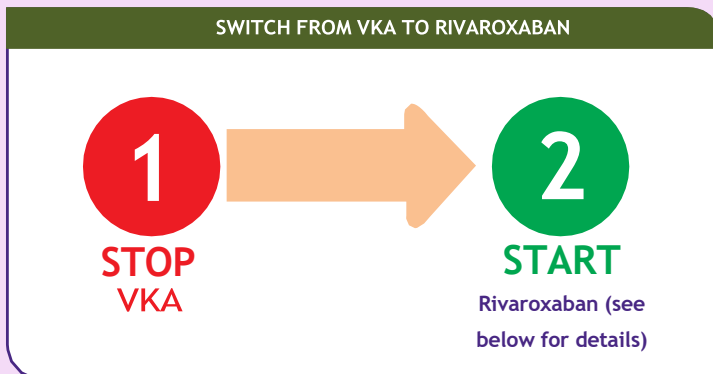 SWITCH FROM VKA TO RIVAROXABAN
1
STOP
VKA
2
START
Rivaroxaban (see
below for details)